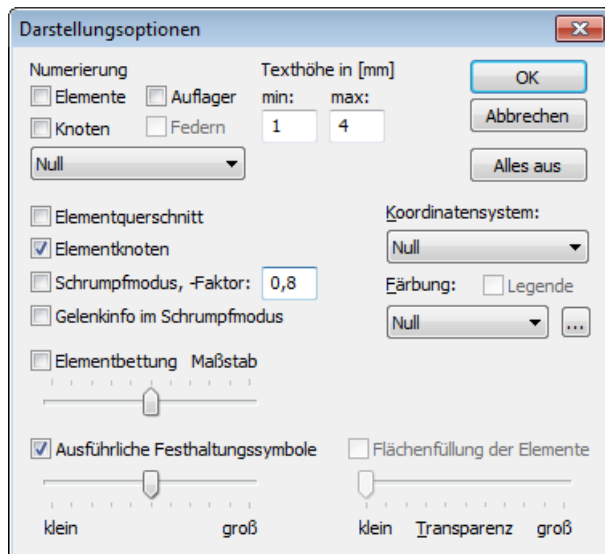 Darstellungsoptionen
Numerierung
Texthöhe in [mm]
OK
Elemente Auflager
min: max:
Abbrechen
Knoten Federn
1 4
Null
Alles aus
Elementquerschnitt
Koordinatensystem:
Elementknoten
Null
Schrumpfmodus, -Faktor: 0,8
Färbung: Legende
Gelenkinfo im Schrumpfmodus
Null ...
Elementbettung Maßstab
Ausführliche Festhaltungssymbole
Flächenfüllung der Elemente
klein groß
klein Transparenz groß